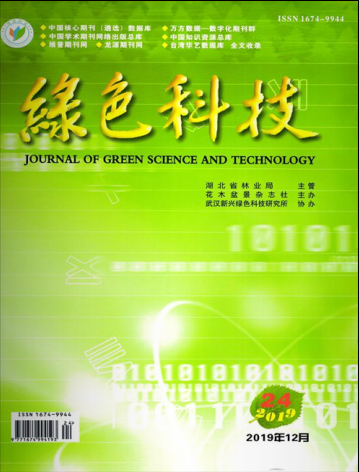 ISSN 1674-9944
◆ 中国核心期刊（遴选）数据库 ◆ 万方数据—数字化期刊群
◆ 中国学术期刊网络出版总库 ◆ 中国知识资源总库
◆ 维普期刊网 龙源期刊网 ◆ 台湾华艺数据库 全文收录
綠色科技
JOURNAL OF GREEN SCIENCE AND TECHNOLOGY
湖北省林业局 主管
花木盆景杂志社 主办
武汉新兴绿色科技研究所 协办
10101
ISSN 1674-9944
9 771674 994192
24
2019
2019年12月